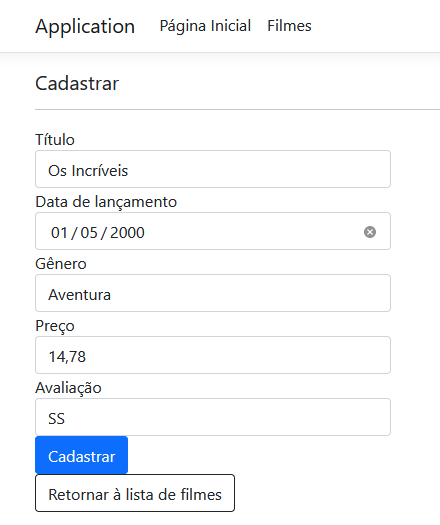 Application Página Inicial Filmes
Cadastrar
Título
Os Incríveis
Data de lançamento
01 / 05 / 2000
Gênero
Aventura
Preço
14,78
Avaliação
SS
Cadastrar
Retornar à lista de filmes